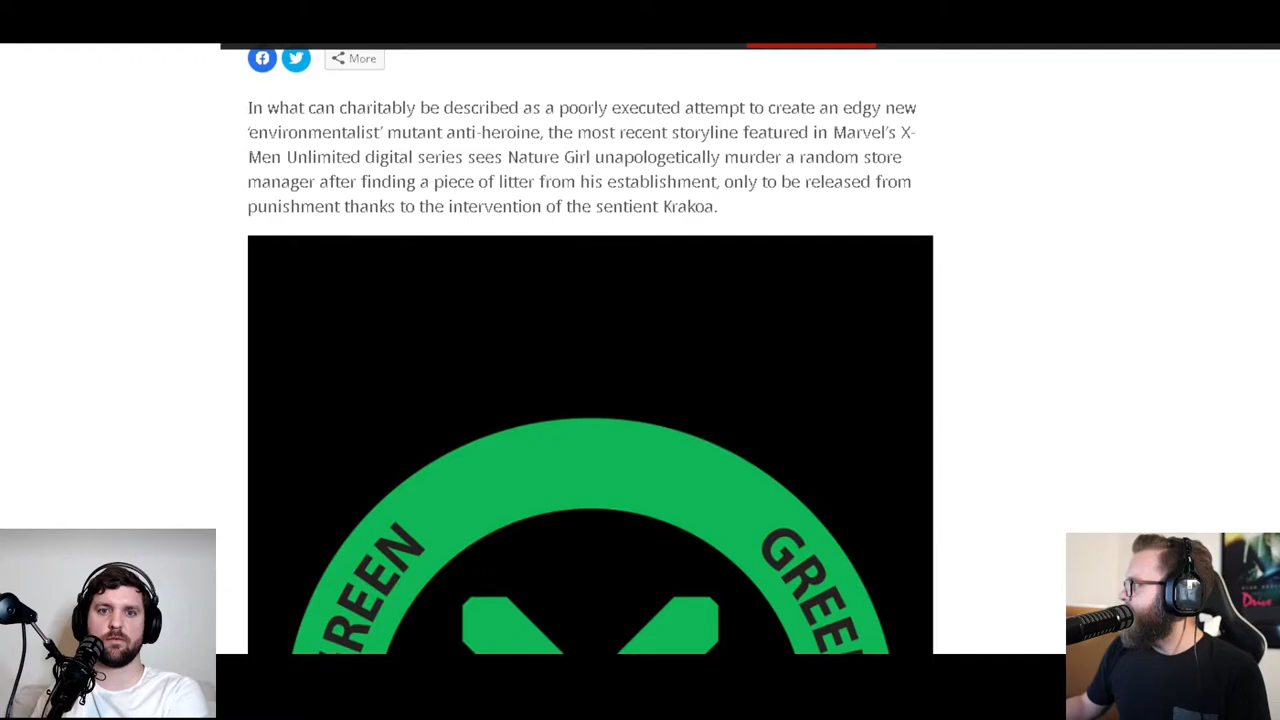 More
In what can charitably be described as a poorly executed attempt to create an edgy new
‘environmentalist’ mutant anti-heroine, the most recent storyline featured in Marvel’s X-
Men Unlimited digital series sees Nature Girl unapologetically murder a random store
manager after finding a piece of litter from his establishment, only to be released from
punishment thanks to the intervention of the sentient Krakoa.
GREEN
Drive